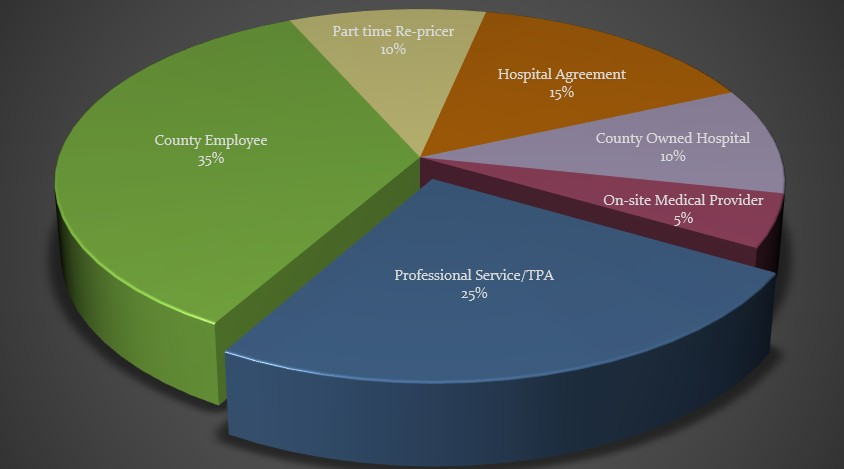 Part time Re-pricer
10%
Hospital Agreement
15%
County Employee
35%
County Owned Hospital
10%
On-site Medical Provider
5%
Professional Service/TPA
25%